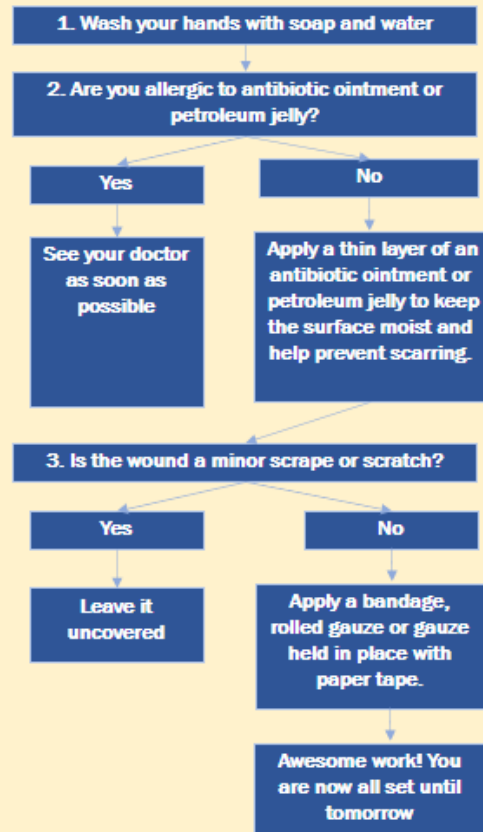 1. Wash your hands with soap and water
2. Are you allergic to antibiotic ointment or
petroleum jelly?
Yes
No
See your doctor
as soon as
possible
Apply a thin layer of an
antibiotic ointment or
petroleum jelly to keep
the surface moist and
help prevent scarring.
3. Is the wound a minor scrape or scratch?
Yes
No
Leave it
uncovered
Apply a bandage,
rolled gauze or gauze
held in place with
paper tape.
Awesome work! You
are now all set until
tomorrow